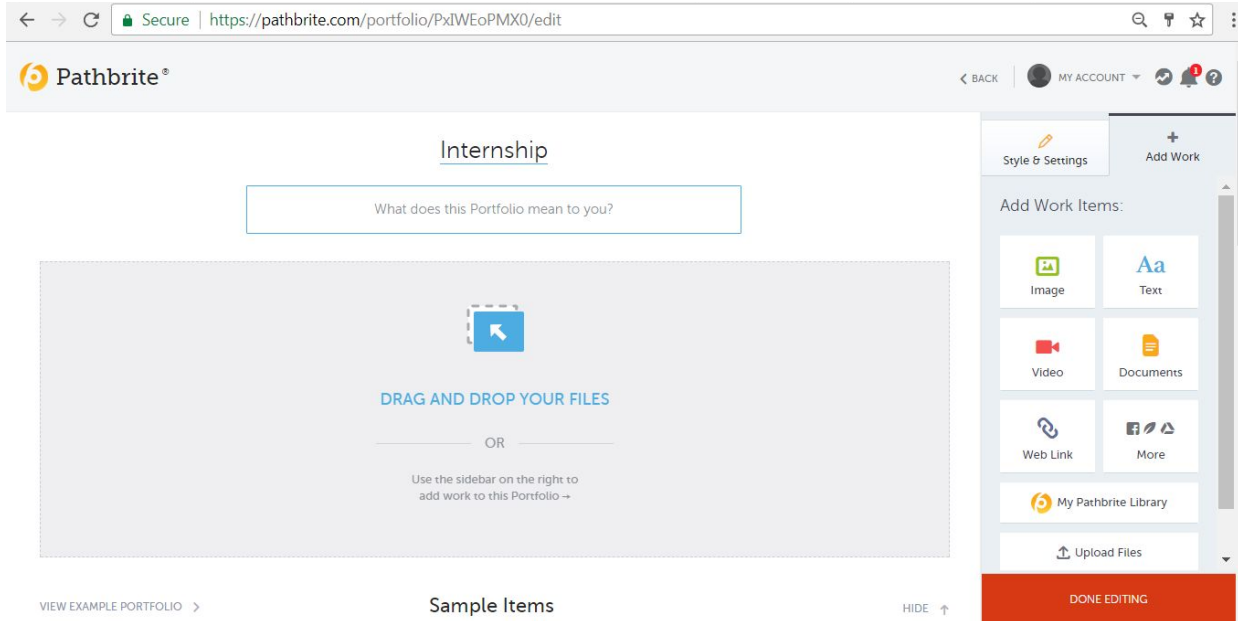 Secure | https://pathbrite.com/portfolio/PxIWEoPMX0/edit
Pathbrite®
BACK
MY ACCOUNT
1
Internship
What does this Portfolio mean to you?
DRAG AND DROP YOUR FILES
OR
Use the sidebar on the right to
add work to this Portfolio →
VIEW EXAMPLE PORTFOLIO
Sample Items
HIDE ↑
Style & Settings
+
Add Work
Add Work Items:
Image
Aa
Text
Video
Documents
Web Link
More
My Pathbrite Library
Upload Files
DONE EDITING